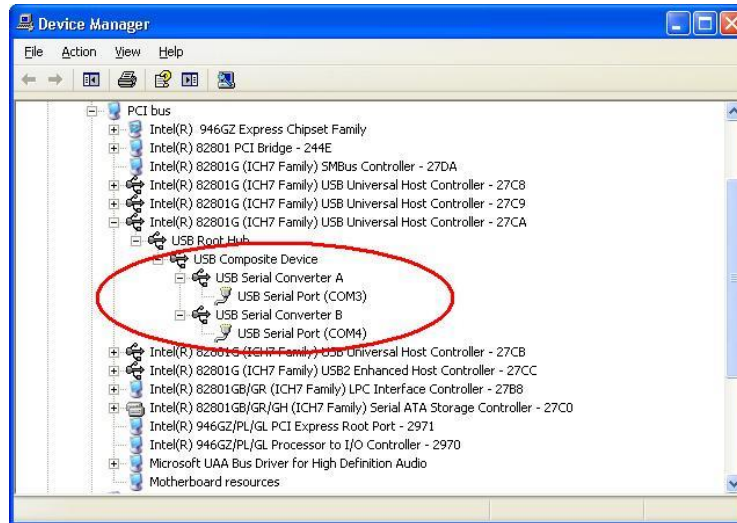 Device Manager
File Action View Help
PCI bus
Intel(R) 946GZ Express Chipset Family
Intel(R) 82801 PCI Bridge - 244E
Intel(R) 82801G (ICH7 Family) SMBus Controller - 27DA
Intel(R) 82801G (ICH7 Family) USB Universal Host Controller - 27C8
Intel(R) 82801G (ICH7 Family) USB Universal Host Controller - 27C9
Intel(R) 82801G (ICH7 Family) USB Universal Host Controller - 27CA
USB Root Hub
USB Composite Device
USB Serial Converter A
USB Serial Port (COM3)
USB Serial Converter B
USB Serial Port (COM4)
Intel(R) 82801G (ICH7 Family) USB Universal Host Controller - 27CB
Intel(R) 82801G (ICH7 Family) USB2 Enhanced Host Controller - 27CC
Intel(R) 82801GB/GR (ICH7 Family) LPC Interface Controller - 27B8
Intel(R) 82801GB/GR/GH (ICH7 Family) Serial ATA Storage Controller - 27C0
Intel(R) 946GZ/PL/GL PCI Express Root Port - 2971
Intel(R) 946GZ/PL/GL Processor to I/O Controller - 2970
Microsoft UAA Bus Driver for High Definition Audio
Motherboard resources